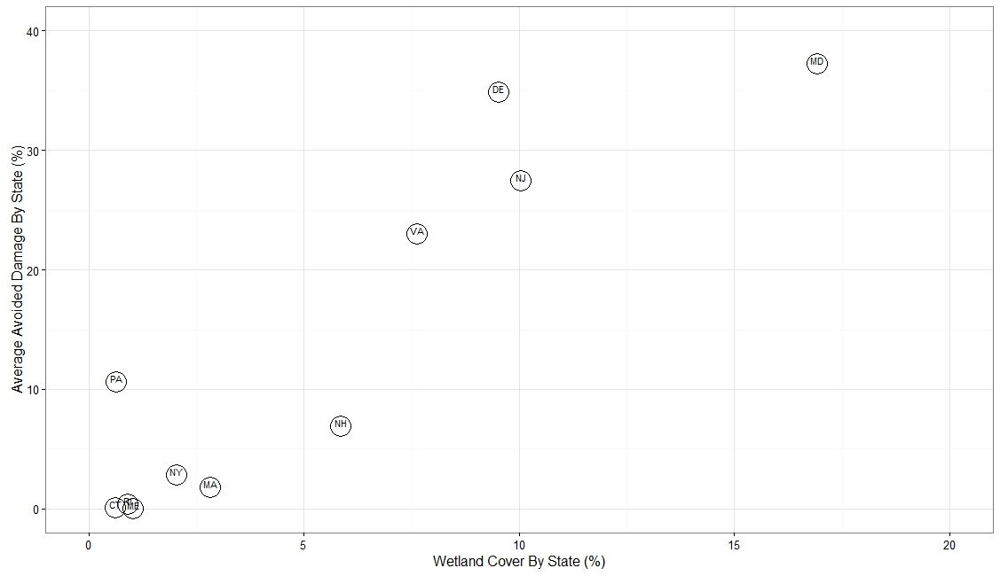 Average Avoided Damage By State (%)
40
30
20
10
0
MD
DE
NJ
VA
PA
NH
NY
MA
CT
RI
ME
0
5
10
15
20
Wetland Cover By State (%)